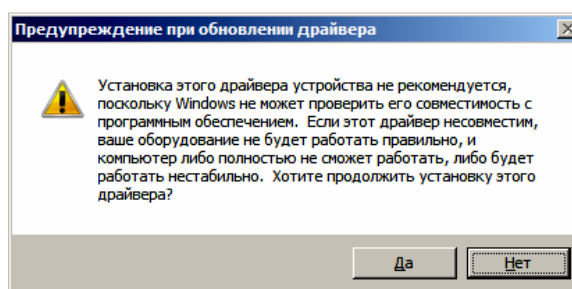 Предупреждение при обновлении драйвера
Установка этого драйвера устройства не рекомендуется,
поскольку Windows не может проверить его совместимость с
программным обеспечением. Если этот драйвер несовместим,
ваше оборудование не будет работать правильно, и
компьютер либо полностью не сможет работать, либо будет
работать нестабильно. Хотите продолжить установку этого
драйвера?
Да
Нет